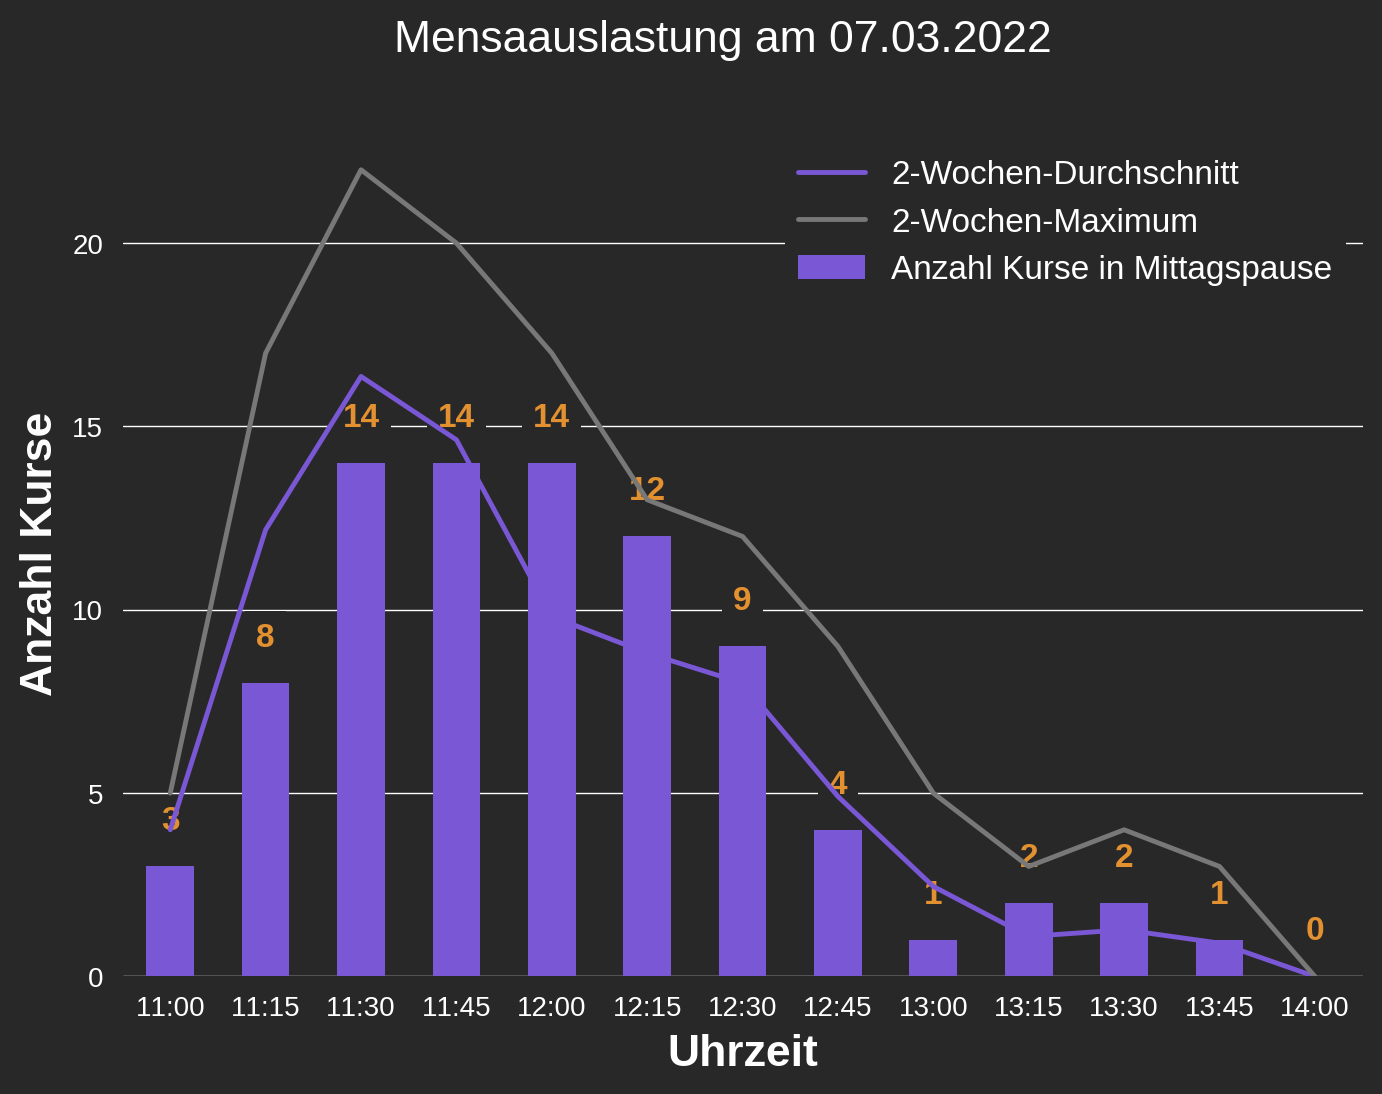 Mensaauslastung am 07.03.2022
2-Wochen-Durchschnitt
2-Wochen-Maximum
Anzahl Kurse in Mittagspause
Anzahl Kurse
20
15
10
5
0
3
8
14
14
14
12
9
4
1
2
2
1
0
11:00 11:15 11:30 11:45 12:00 12:15 12:30 12:45 13:00 13:15 13:30 13:45 14:00
Uhrzeit